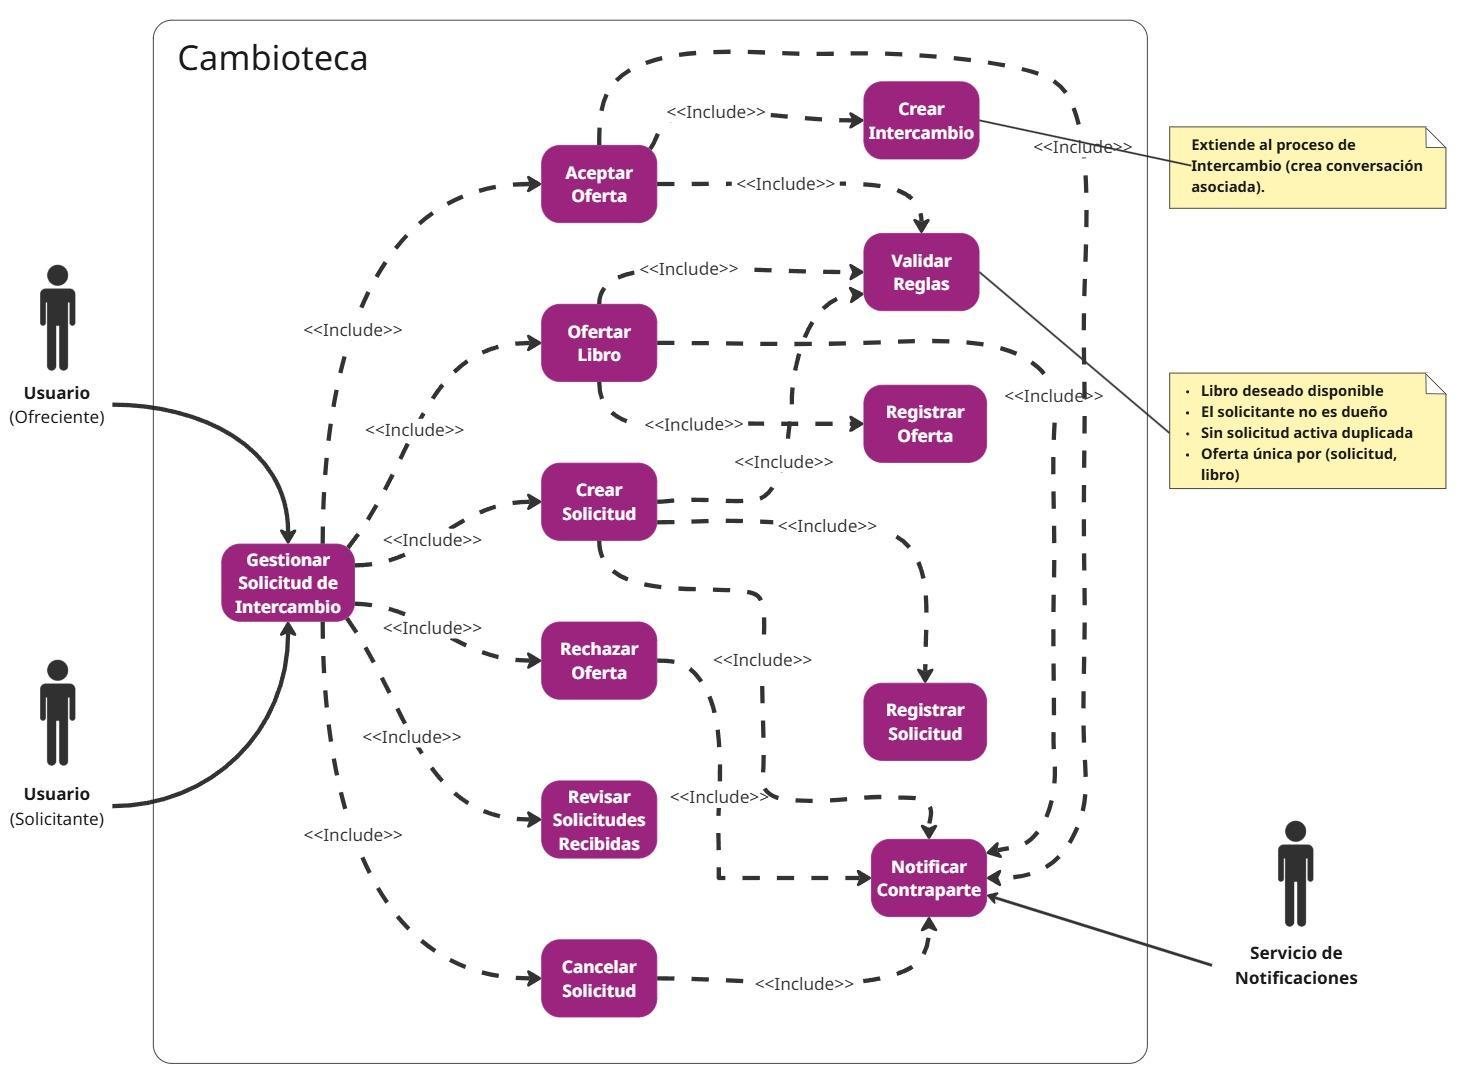 Cambioteca
<<Include>>
Crear
Intercambio
<<Include>>
Extiende al proceso de
Intercambio (crea conversación
asociada).
Aceptar
Oferta
<<Include>>
Validar
Reglas
<<Include>>
Usuario
(Ofreciente)
<<Include>>
Ofertar
Libro
<<Include>>
<<Include>>
<<Include>>
Registrar
Oferta
<<Include>>
Libro deseado disponible
El solicitante no es dueño
Sin solicitud activa duplicada
Oferta única por (solicitud,
libro)
<<Include>>
Crear
Solicitud
<<Include>>
<<Include>>
Gestionar
Solicitud de
Intercambio
<<Include>>
Rechazar
Oferta
<<Include>>
Registrar
Solicitud
<<Include>>
Usuario
(Solicitante)
<<Include>>
Revisar
Solicitudes
Recibidas
<<Include>>
Notificar
Contraparte
Cancelar
Solicitud
<<Include>>
Servicio de
Notificaciones